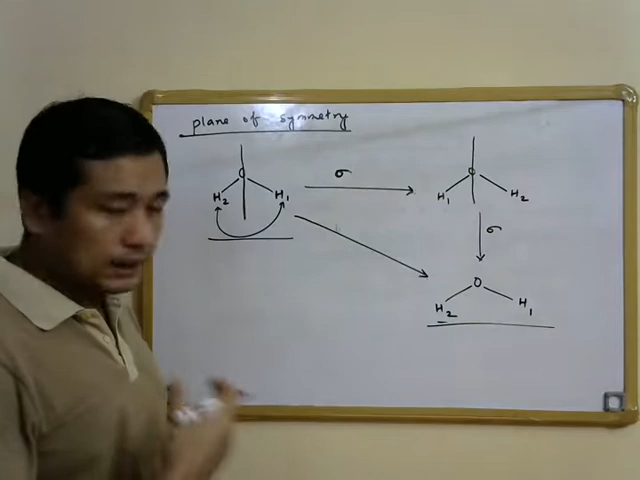 plane of symmetry
O σ O
H₂ H₁ H₁ H₂
σ
O
H₂ H₁